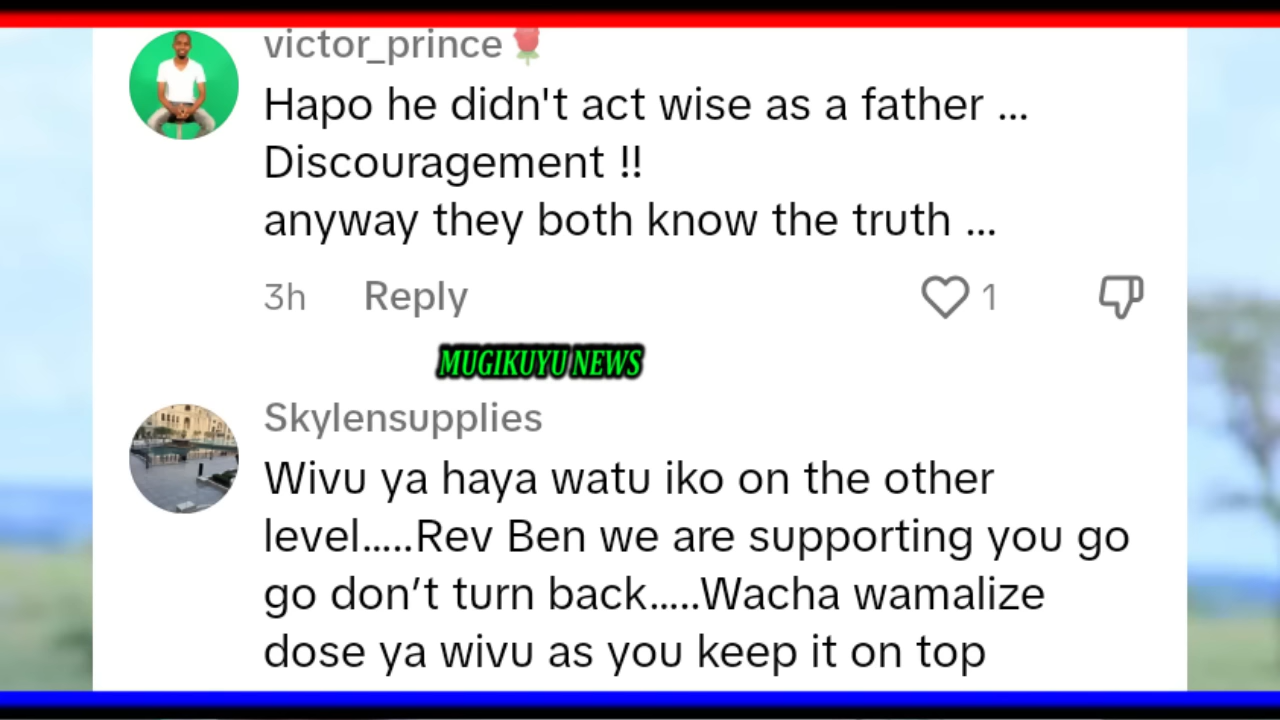 victor_prince🌹
Hapo he didn't act wise as a father ...
Discouragement !!
anyway they both know the truth ...
3h Reply 1
MUGIKUYU NEWS
Skylensupplies
Wivu ya haya watu iko on the other
level.....Rev Ben we are supporting you go
go don’t turn back.....Wacha wamalize
dose ya wivu as you keep it on top